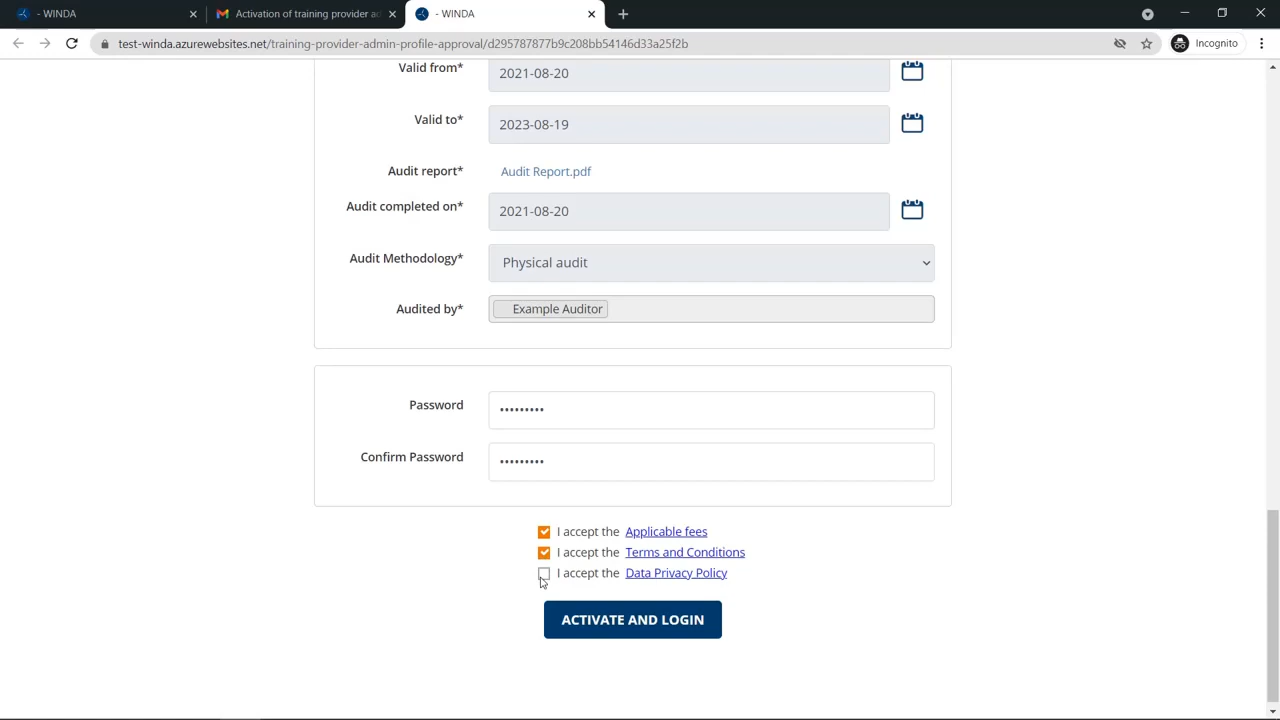 - WINDA
Activation of training provider ad
- WINDA
test-winda.azurewebsites.net/training-provider-admin-profile-approval/d295787877b9c208bb54146d33a25f2b
Incognito
Valid from*
2021-08-20
Valid to*
2023-08-19
Audit report*
Audit Report.pdf
Audit completed on*
2021-08-20
Audit Methodology*
Physical audit
Audited by*
Example Auditor
Password
•••••••••
Confirm Password
•••••••••
I accept the Applicable fees
I accept the Terms and Conditions
I accept the Data Privacy Policy
ACTIVATE AND LOGIN